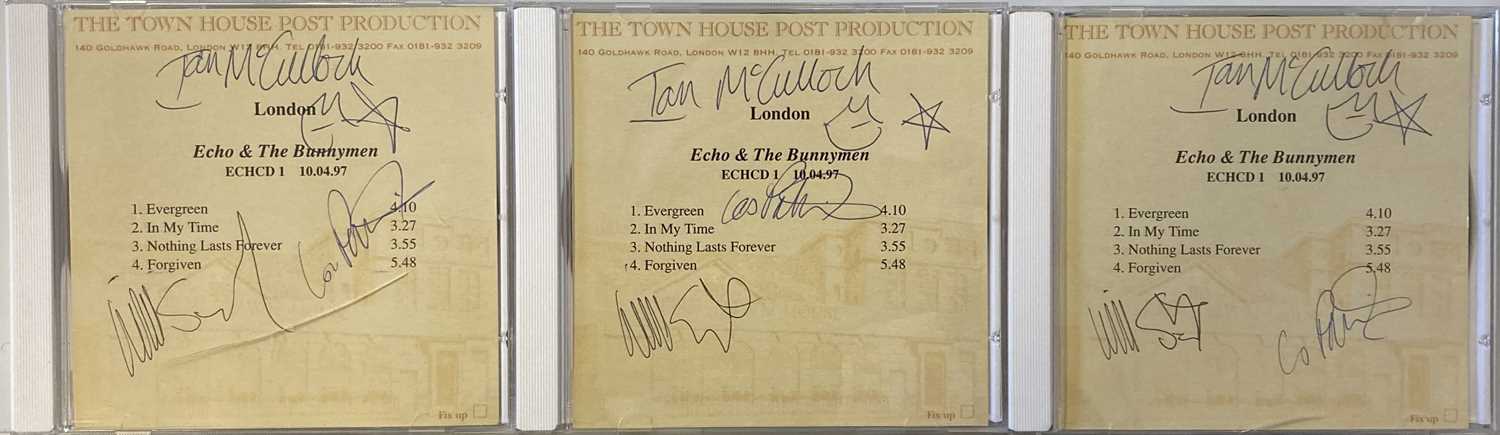 THE TOWN HOUSE POST PRODUCTION
140 GOLDHAWK ROAD, LONDON W12 8HH. TEL 0181-932 3200 FAX 0181-932 3209
Ian McCulloch
London
Echo & The Bunnymen
ECHCD 1 10.04.97
1. Evergreen 4.10
2. In My Time 3.27
3. Nothing Lasts Forever 3.55
4. Forgiven 5.48
Will Serg
Les Pattinson
Fix up
THE TOWN HOUSE POST PRODUCTION
140 GOLDHAWK ROAD, LONDON W12 8HH. TEL 0181-932 3200 FAX 0181-932 3209
Ian McCulloch
London
Echo & The Bunnymen
ECHCD 1 10.04.97
1. Evergreen 4.10
2. In My Time 3.27
3. Nothing Lasts Forever 3.55
4. Forgiven 5.48
Fix up
THE TOWN HOUSE POST PRODUCTION
140 GOLDHAWK ROAD, LONDON W12 8HH. TEL 0181-932 3200 FAX 0181-932 3209
Ian McCulloch
London
Echo & The Bunnymen
ECHCD 1 10.04.97
1. Evergreen 4.10
2. In My Time 3.27
3. Nothing Lasts Forever 3.55
4. Forgiven 5.48
Fix up